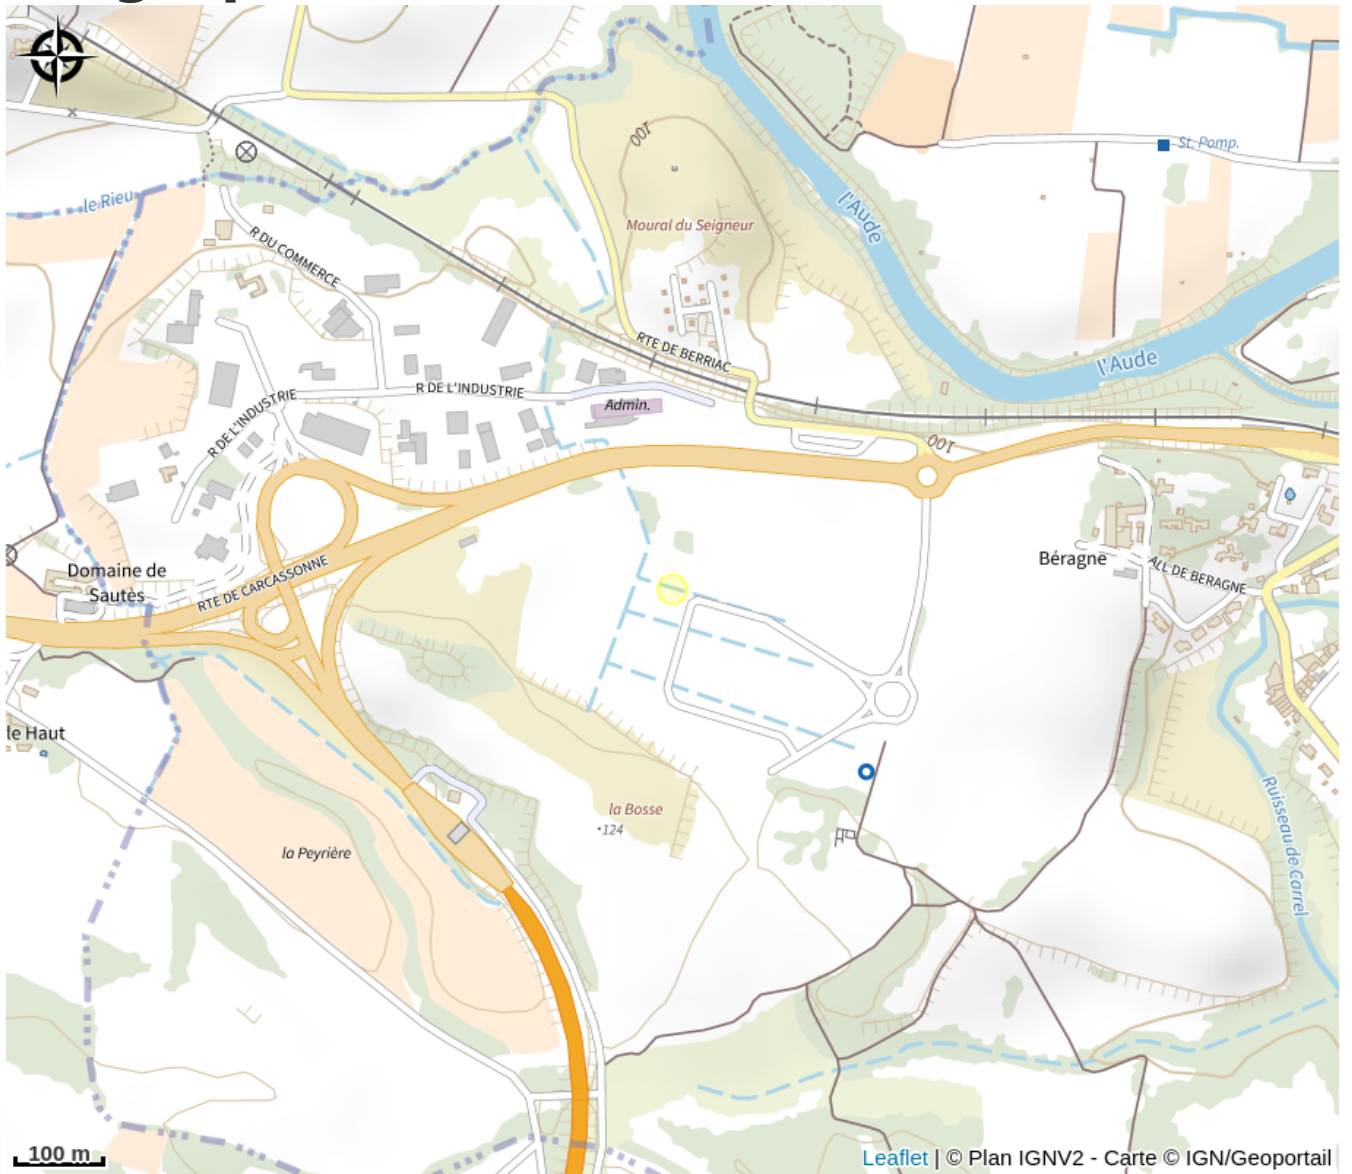 100
St. Pomp.
l'Aude
le Rieu
Moural du Seigneur
R DU COMMERCE
RTE DE BERRIAC
l'Aude
R DE L'INDUSTRIE
R DE L'INDUSTRIE
Admin.
100
Domaine de
Sautès
RTE DE CARCASSONNE
Béragne
ALL DE BERAGNE
le Haut
la Bosse
124
la Peyrière
Ruisseau de Carrel
100 m
Leaflet | © Plan IGNV2 - Carte © IGN/Geoportail